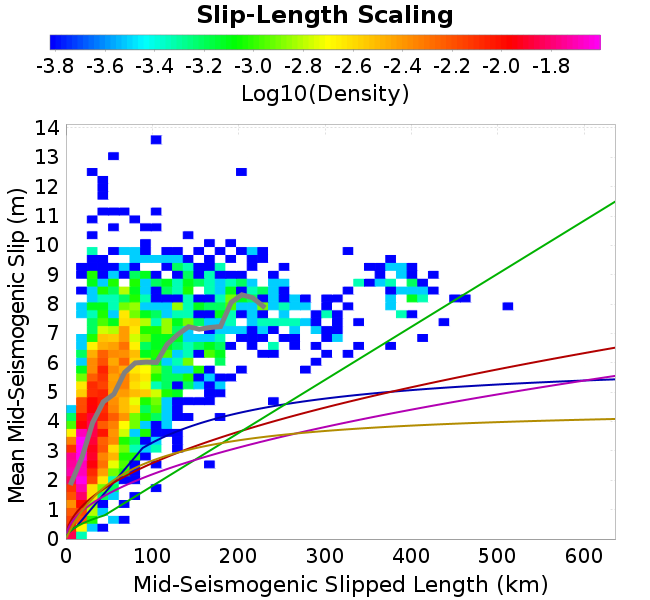 Slip-Length Scaling
-3.8 -3.6 -3.4 -3.2 -3.0 -2.8 -2.6 -2.4 -2.2 -2.0 -1.8
Log10(Density)
14
13
12
11
10
9
8
7
6
5
4
3
2
1
0
Mean Mid-Seismogenic Slip (m)
0 100 200 300 400 500 600
Mid-Seismogenic Slipped Length (km)